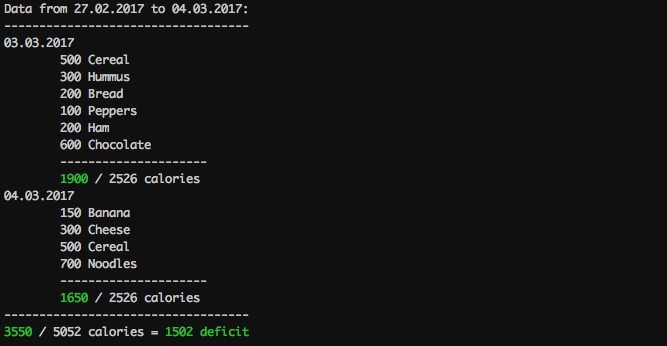 Data from 27.02.2017 to 04.03.2017:
-----------------------------------
03.03.2017
        500 Cereal
        300 Hummus
        200 Bread
        100 Peppers
        200 Ham
        600 Chocolate
        ---------------------
        1900 / 2526 calories
04.03.2017
        150 Banana
        300 Cheese
        500 Cereal
        700 Noodles
        ---------------------
        1650 / 2526 calories
-----------------------------------
3550 / 5052 calories = 1502 deficit